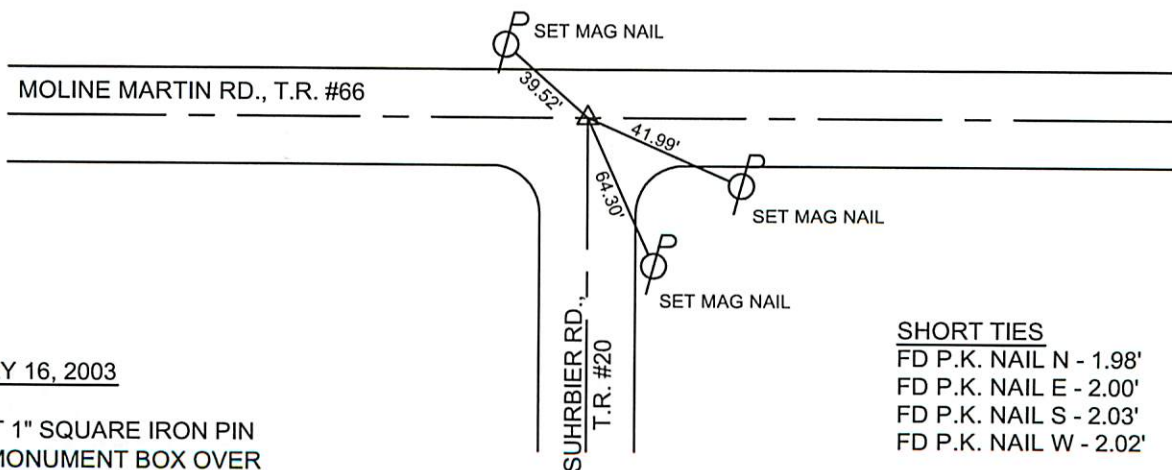 SET MAG NAIL
MOLINE MARTIN RD., T.R. #66
39.52'
41.99'
64.30'
SET MAG NAIL
SET MAG NAIL
SUHRBIER RD.,
T.R. #20
SHORT TIES
FD P.K. NAIL N - 1.98'
FD P.K. NAIL E - 2.00'
FD P.K. NAIL S - 2.03'
FD P.K. NAIL W - 2.02'
Y 16, 2003
1" SQUARE IRON PIN
MONUMENT BOX OVER